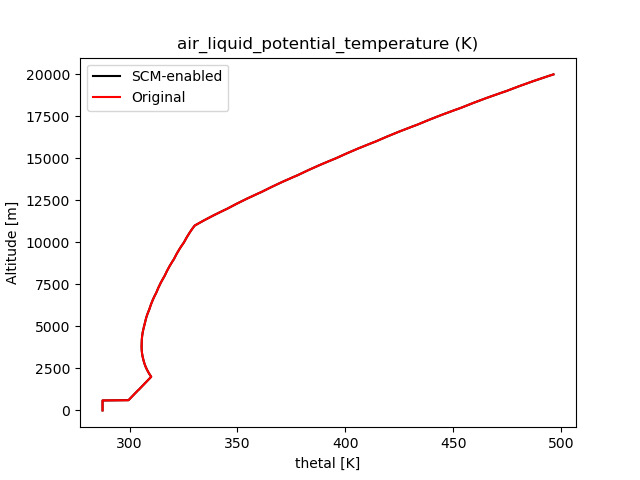 air_liquid_potential_temperature (K)
SCM-enabled
Original
20000
17500
15000
12500
10000
7500
5000
2500
0
Altitude [m]
300
350
400
450
500
thetal [K]